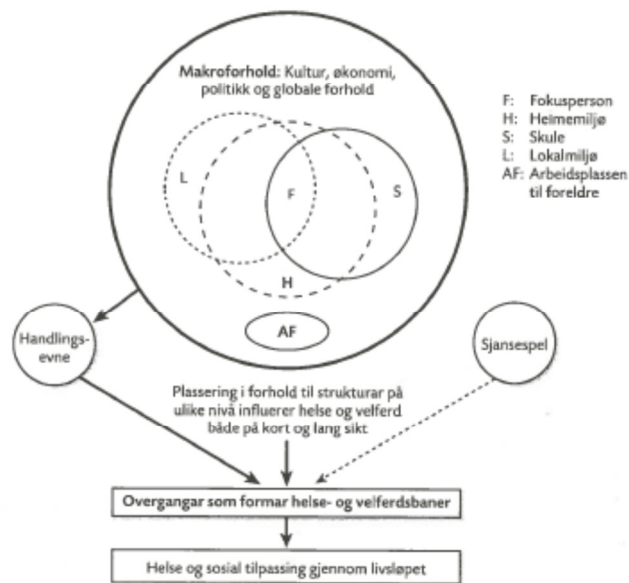 Makroforhold: Kultur, økonomi,
politikk og globale forhold
L
F
S
H
AF
F: Fokusperson
H: Heimemiljø
S: Skule
L: Lokalmiljø
AF: Arbeidsplassen
til foreldre
Handlings-
evne
Sjansespel
Plassering i forhold til strukturar på
ulike nivå influerer helse og velferd
både på kort og lang sikt
Overgangar som formar helse- og velferdsbaner
Helse og sosial tilpassing gjennom livsløpet